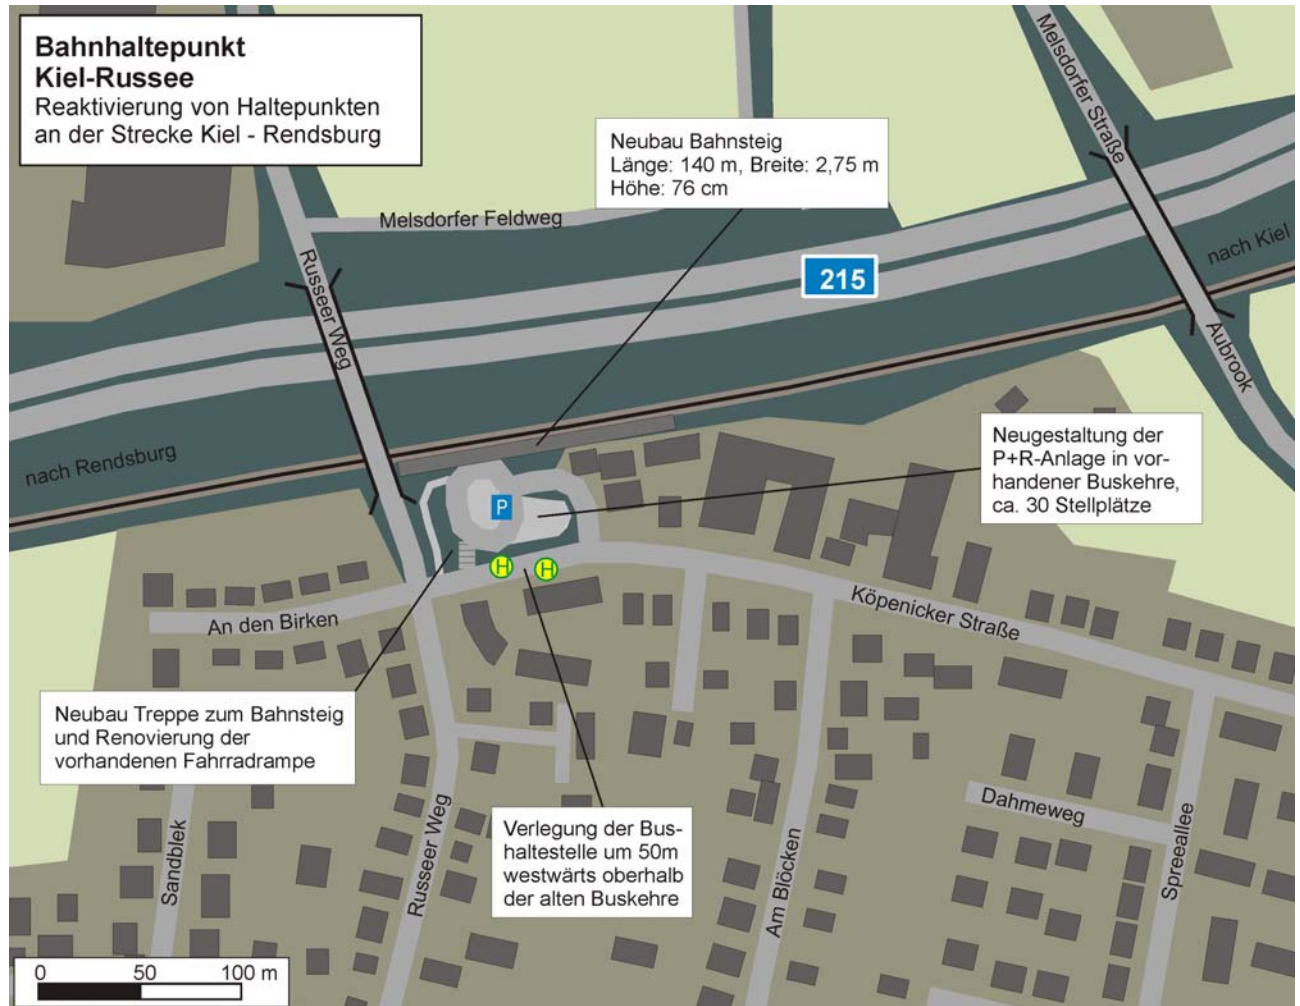 Bahnhaltepunkt
Kiel-Russee
Reaktivierung von Haltepunkten
an der Strecke Kiel - Rendsburg
Neubau Bahnsteig
Länge: 140 m, Breite: 2,75 m
Höhe: 76 cm
Melsdorfer Straße
Melsdorfer Feldweg
Russeer Weg
215
nach Kiel
Aubrook
nach Rendsburg
Neugestaltung der
P+R-Anlage in vor-
handener Buskehre,
ca. 30 Stellplätze
P
H
H
An den Birken
Köpenicker Straße
Neubau Treppe zum Bahnsteig
und Renovierung der
vorhandenen Fahrradrampe
Verlegung der Bus-
haltestelle um 50m
westwärts oberhalb
der alten Buskehre
Sandblek
Russeer Weg
Am Blöcken
Dahmeweg
Spreeallee
0 50 100 m